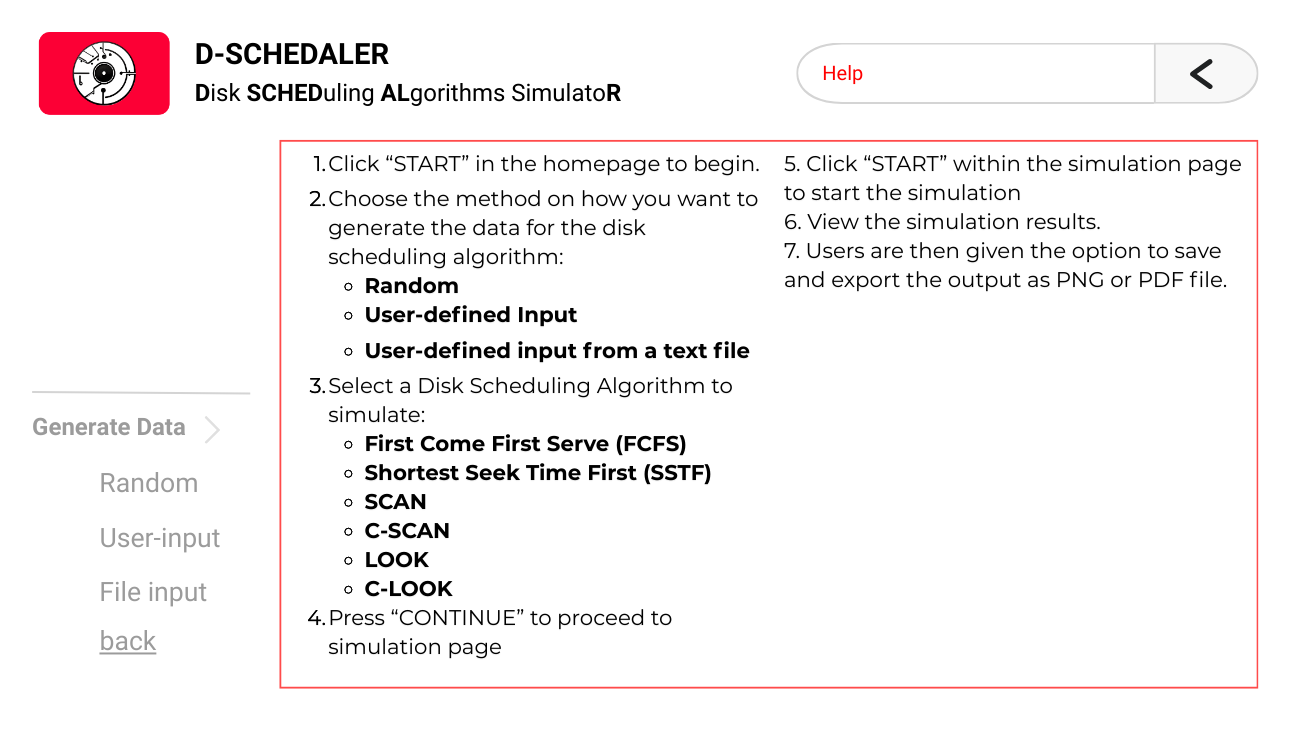 D-SCHEDALER
Disk SCHEDuling ALgorithms SimulatoR
Help
Generate Data
Random
User-input
File input
back
1. Click “START” in the homepage to begin.
2. Choose the method on how you want to
generate the data for the disk
scheduling algorithm:
Random
User-defined Input
User-defined input from a text file
3. Select a Disk Scheduling Algorithm to
simulate:
First Come First Serve (FCFS)
Shortest Seek Time First (SSTF)
SCAN
C-SCAN
LOOK
C-LOOK
4. Press “CONTINUE” to proceed to
simulation page
5. Click “START” within the simulation page
to start the simulation
6. View the simulation results.
7. Users are then given the option to save
and export the output as PNG or PDF file.